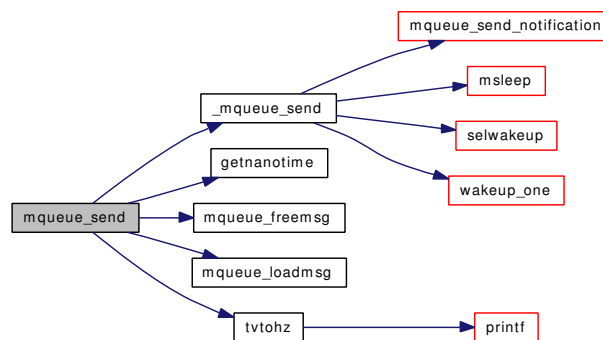 mqueue_send_notification
msleep
_mqueue_send
selwakeup
getnanotime
wakeup_one
mqueue_send
mqueue_freemsg
mqueue_loadmsg
tvtohz
printf